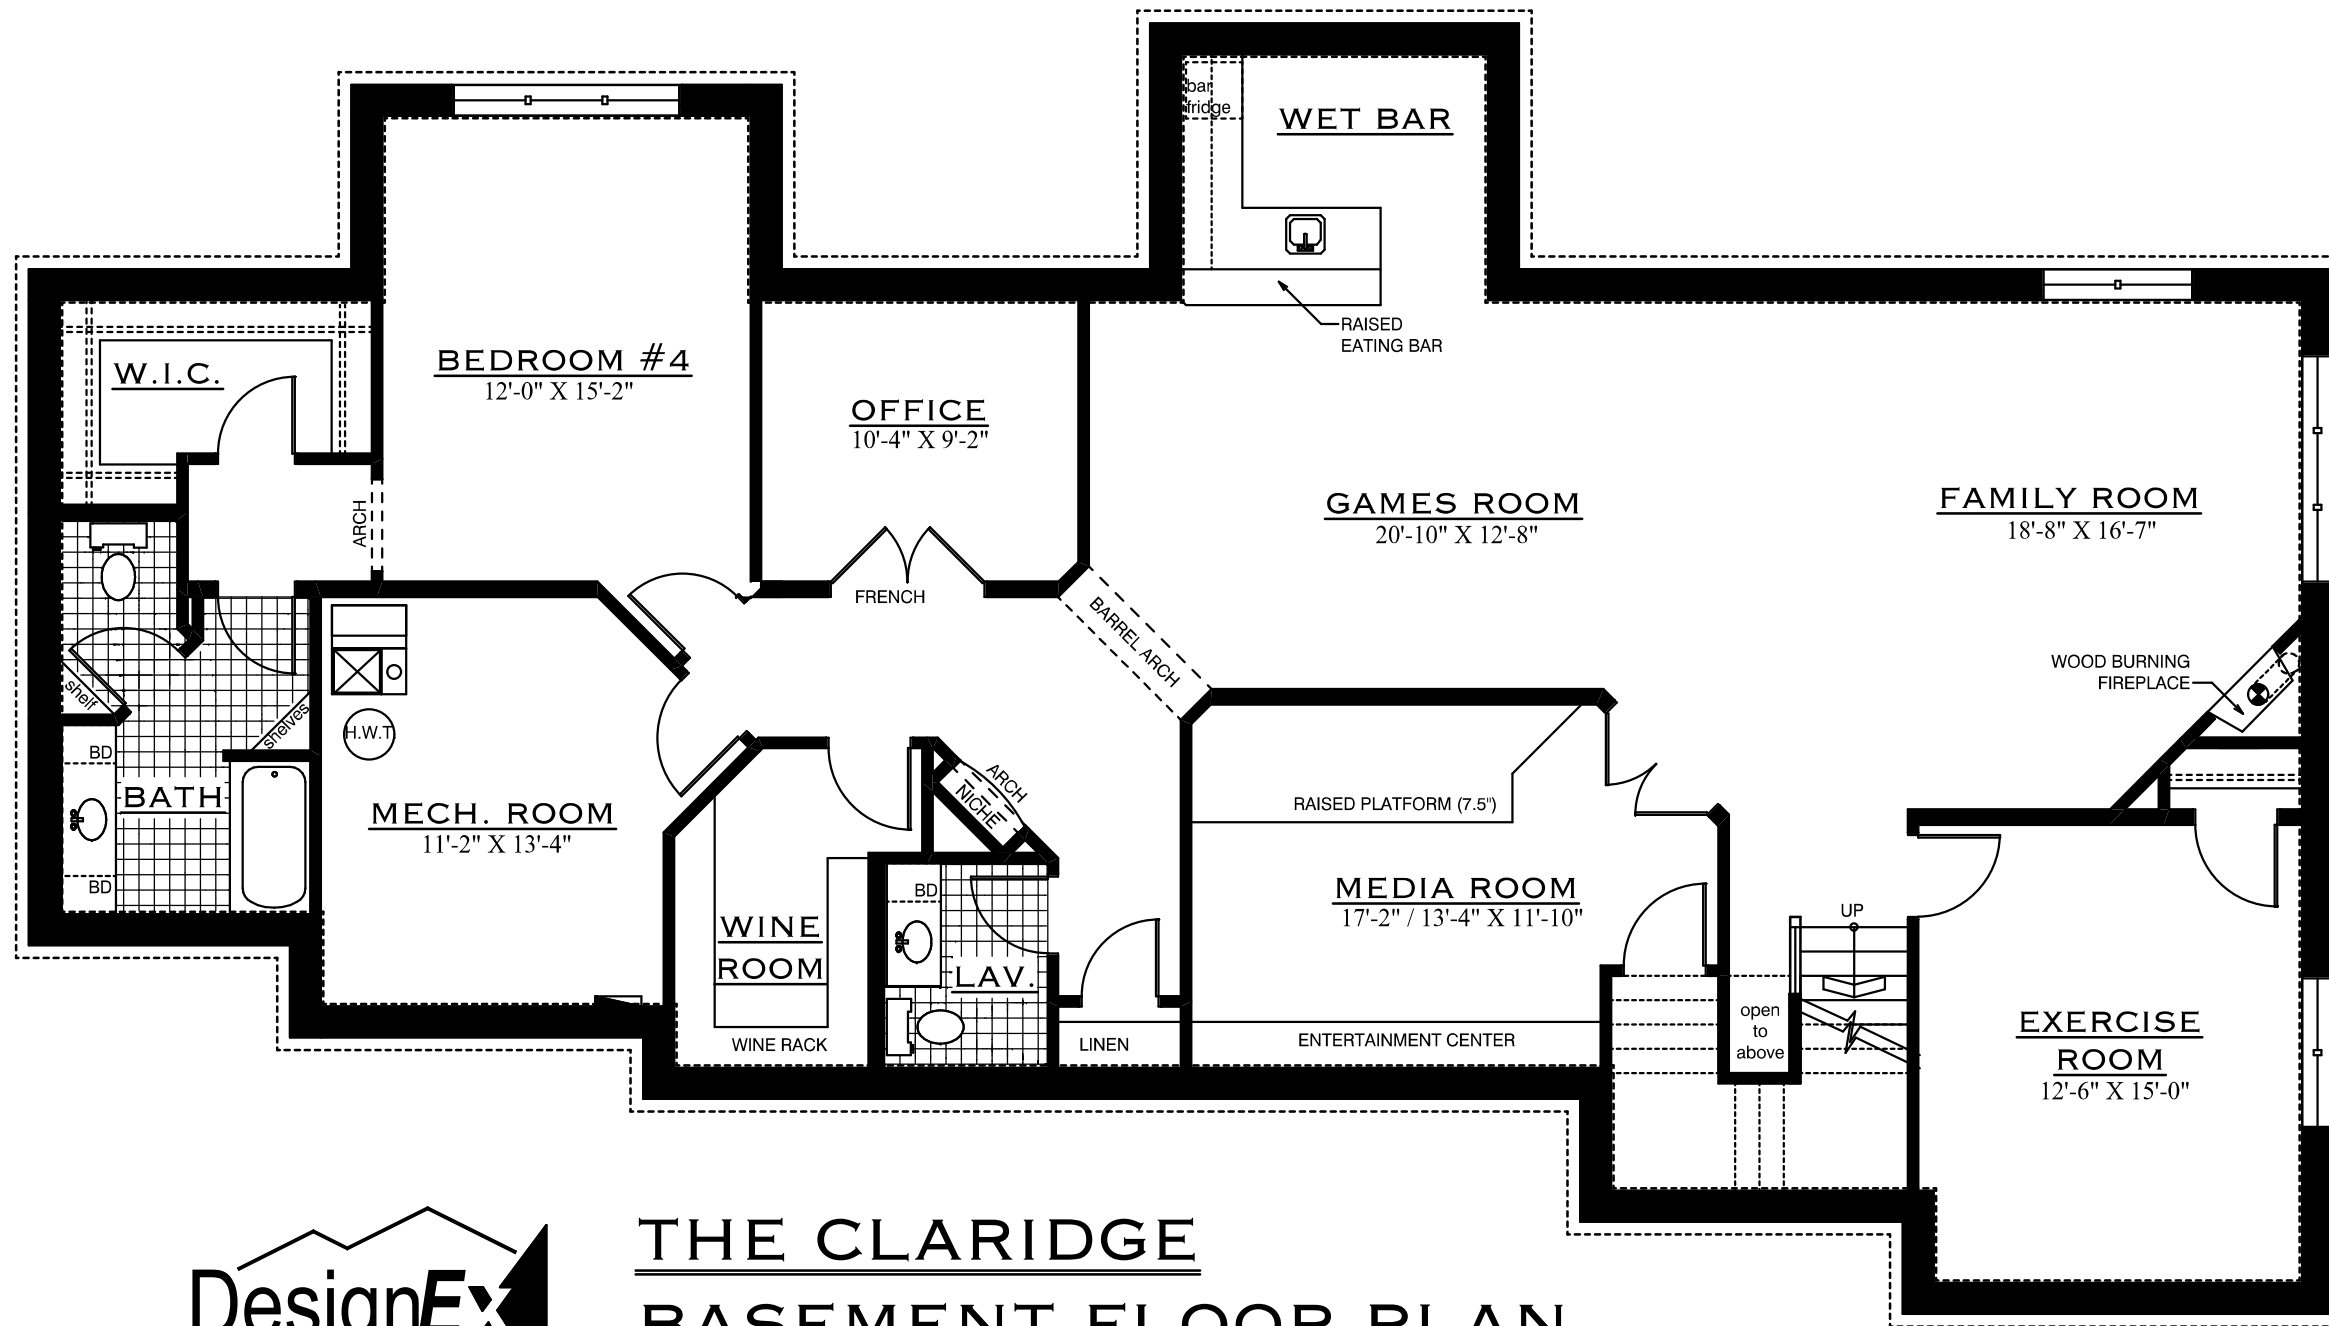 bar
fridge
WET BAR
RAISED
EATING BAR
W.I.C.
BEDROOM #4
12'-0" X 15'-2"
OFFICE
10'-4" X 9'-2"
GAMES ROOM
20'-10" X 12'-8"
FAMILY ROOM
18'-8" X 16'-7"
ARCH
FRENCH
BARREL ARCH
WOOD BURNING
FIREPLACE
shelf
shelves
H.W.T.
BD
BATH
BD
MECH. ROOM
11'-2" X 13'-4"
ARCH
NICHE
RAISED PLATFORM (7.5")
MEDIA ROOM
17'-2" / 13'-4" X 11'-10"
BD
WINE
ROOM
LAV.
WINE RACK
LINEN
ENTERTAINMENT CENTER
UP
open
to
above
EXERCISE
ROOM
12'-6" X 15'-0"
DesignEx
THE CLARIDGE
BASEMENT FLOOR PLAN